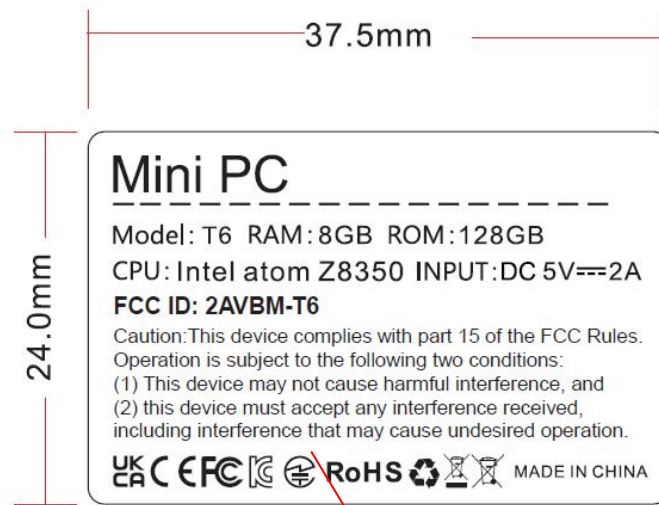 37.5mm
24.0mm
Mini PC
Model: T6 RAM:8GB ROM:128GB
CPU: Intel atom Z8350 INPUT:DC 5V⎓2A
FCC ID: 2AVBM-T6
Caution:This device complies with part 15 of the FCC Rules.
Operation is subject to the following two conditions:
(1) This device may not cause harmful interference, and
(2) this device must accept any interference received,
including interference that may cause undesired operation.
UK CA CE FC RoHS MADE IN CHINA